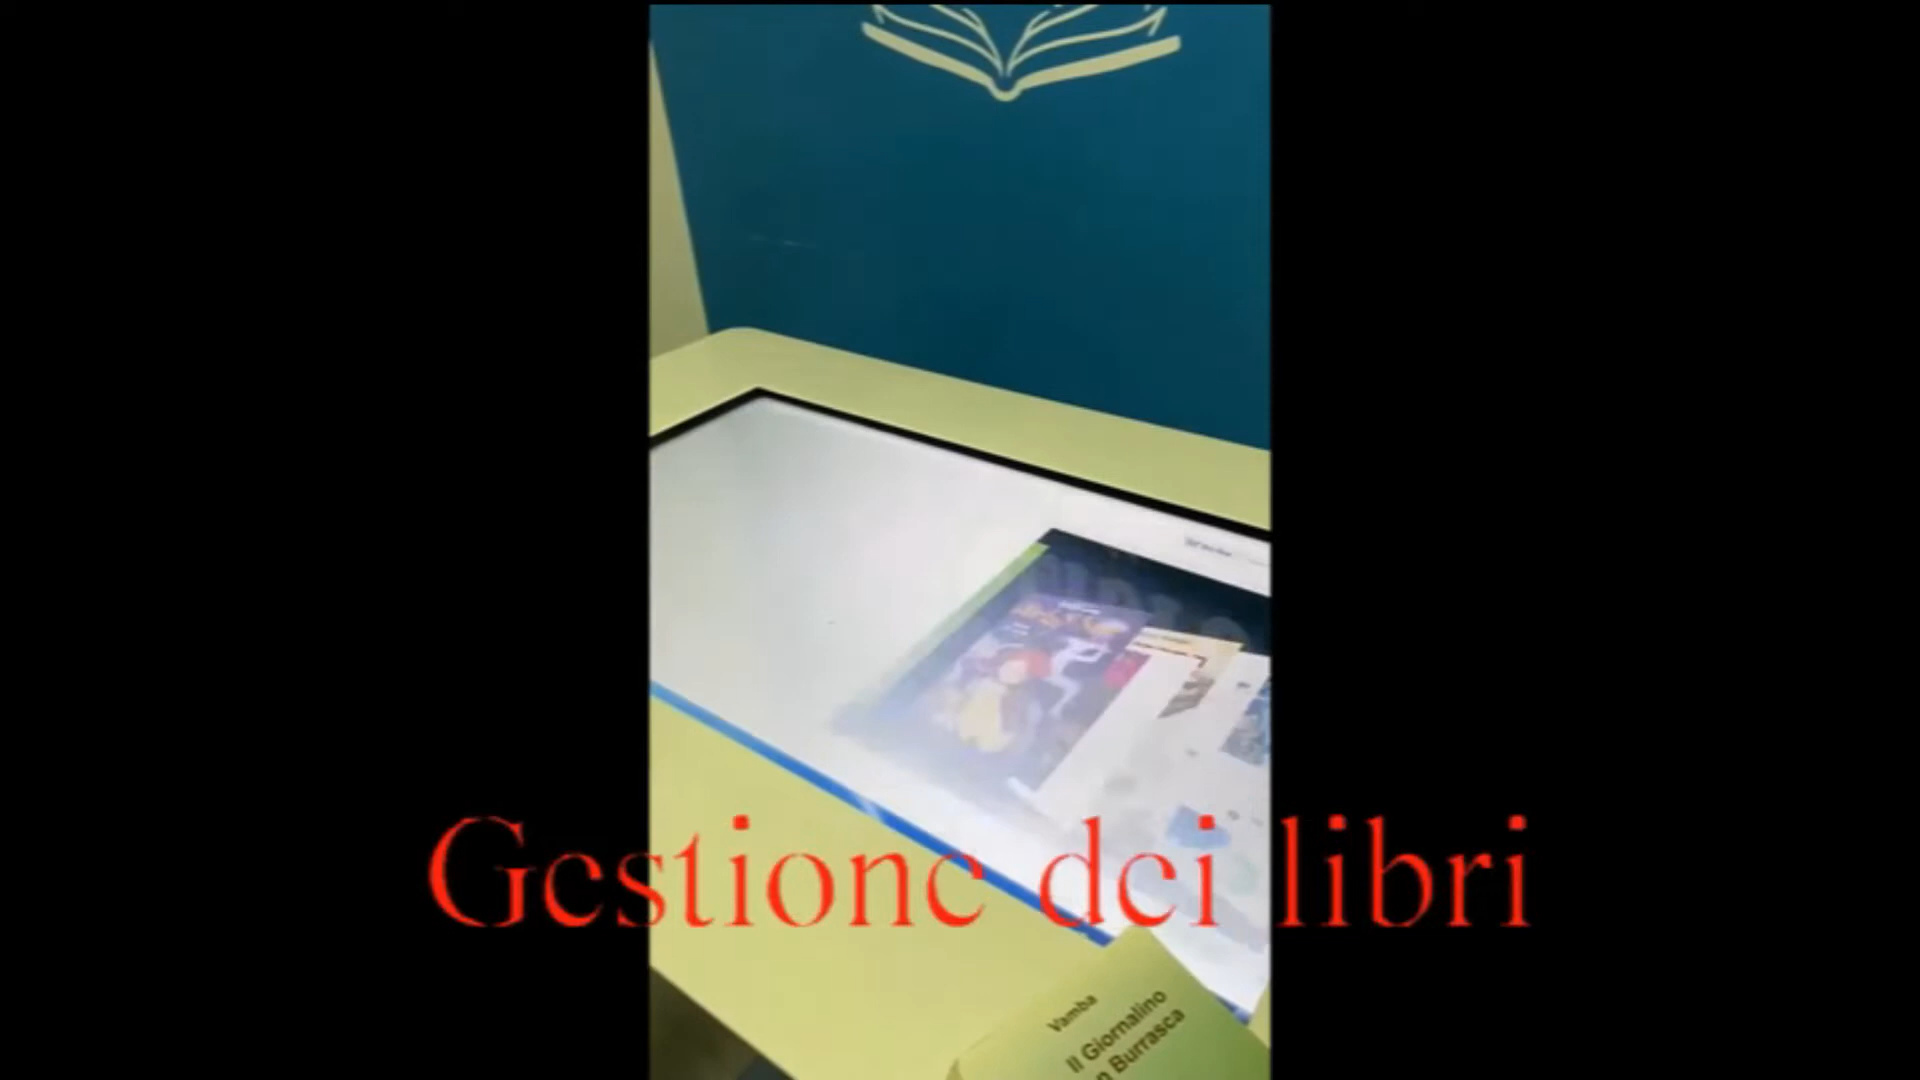 Gestione dei libri
Vamba
Il Giornalino
Burrasca